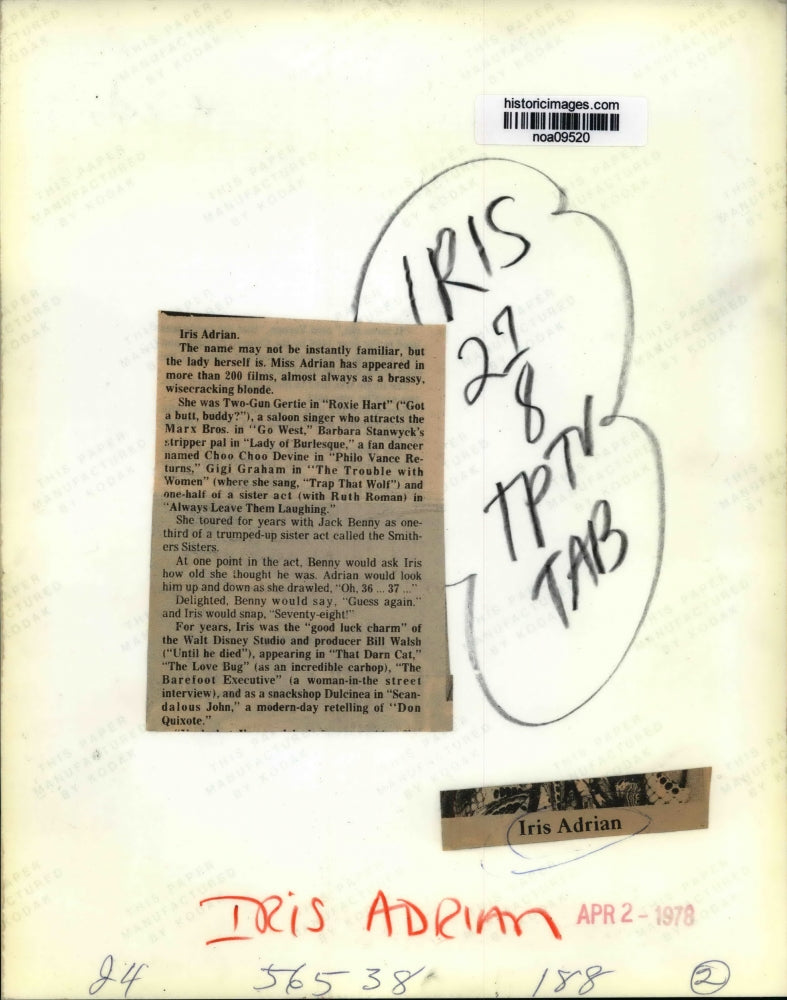 historicimages.com
noa09520
IRIS
27
8
TPTV
TAB
Iris Adrian.
The name may not be instantly familiar, but
the lady herself is. Miss Adrian has appeared in
more than 200 films, almost always as a brassy,
wisecracking blonde.
She was Two-Gun Gertie in "Roxie Hart" ("Got
a butt, buddy?"), a saloon singer who attracts the
Marx Bros. in "Go West," Barbara Stanwyck's
stripper pal in "Lady of Burlesque," a fan dancer
named Choo Choo Devine in "Philo Vance Re-
turns," Gigi Graham in "The Trouble with
Women" (where she sang, "Trap That Wolf") and
one-half of a sister act (with Ruth Roman) in
"Always Leave Them Laughing."
She toured for years with Jack Benny as one-
third of a trumped-up sister act called the Smith-
ers Sisters.
At one point in the act, Benny would ask Iris
how old she thought he was. Adrian would look
him up and down as she drawled, "Oh, 36 ... 37 ..."
Delighted, Benny would say, "Guess again."
and Iris would snap, "Seventy-eight!"
For years, Iris was the "good luck charm" of
the Walt Disney Studio and producer Bill Walsh
("Until he died"), appearing in "That Darn Cat,"
"The Love Bug" (as an incredible carhop), "The
Barefoot Executive" (a woman-in-the street
interview), and as a snackshop Dulcinea in "Scan-
dalous John," a modern-day retelling of "Don
Quixote."
Iris Adrian
IRIS ADRIAN
APR 2 - 1978
24 56538 188 2
THIS PAPER
MANUFACTURED
BY KODAK